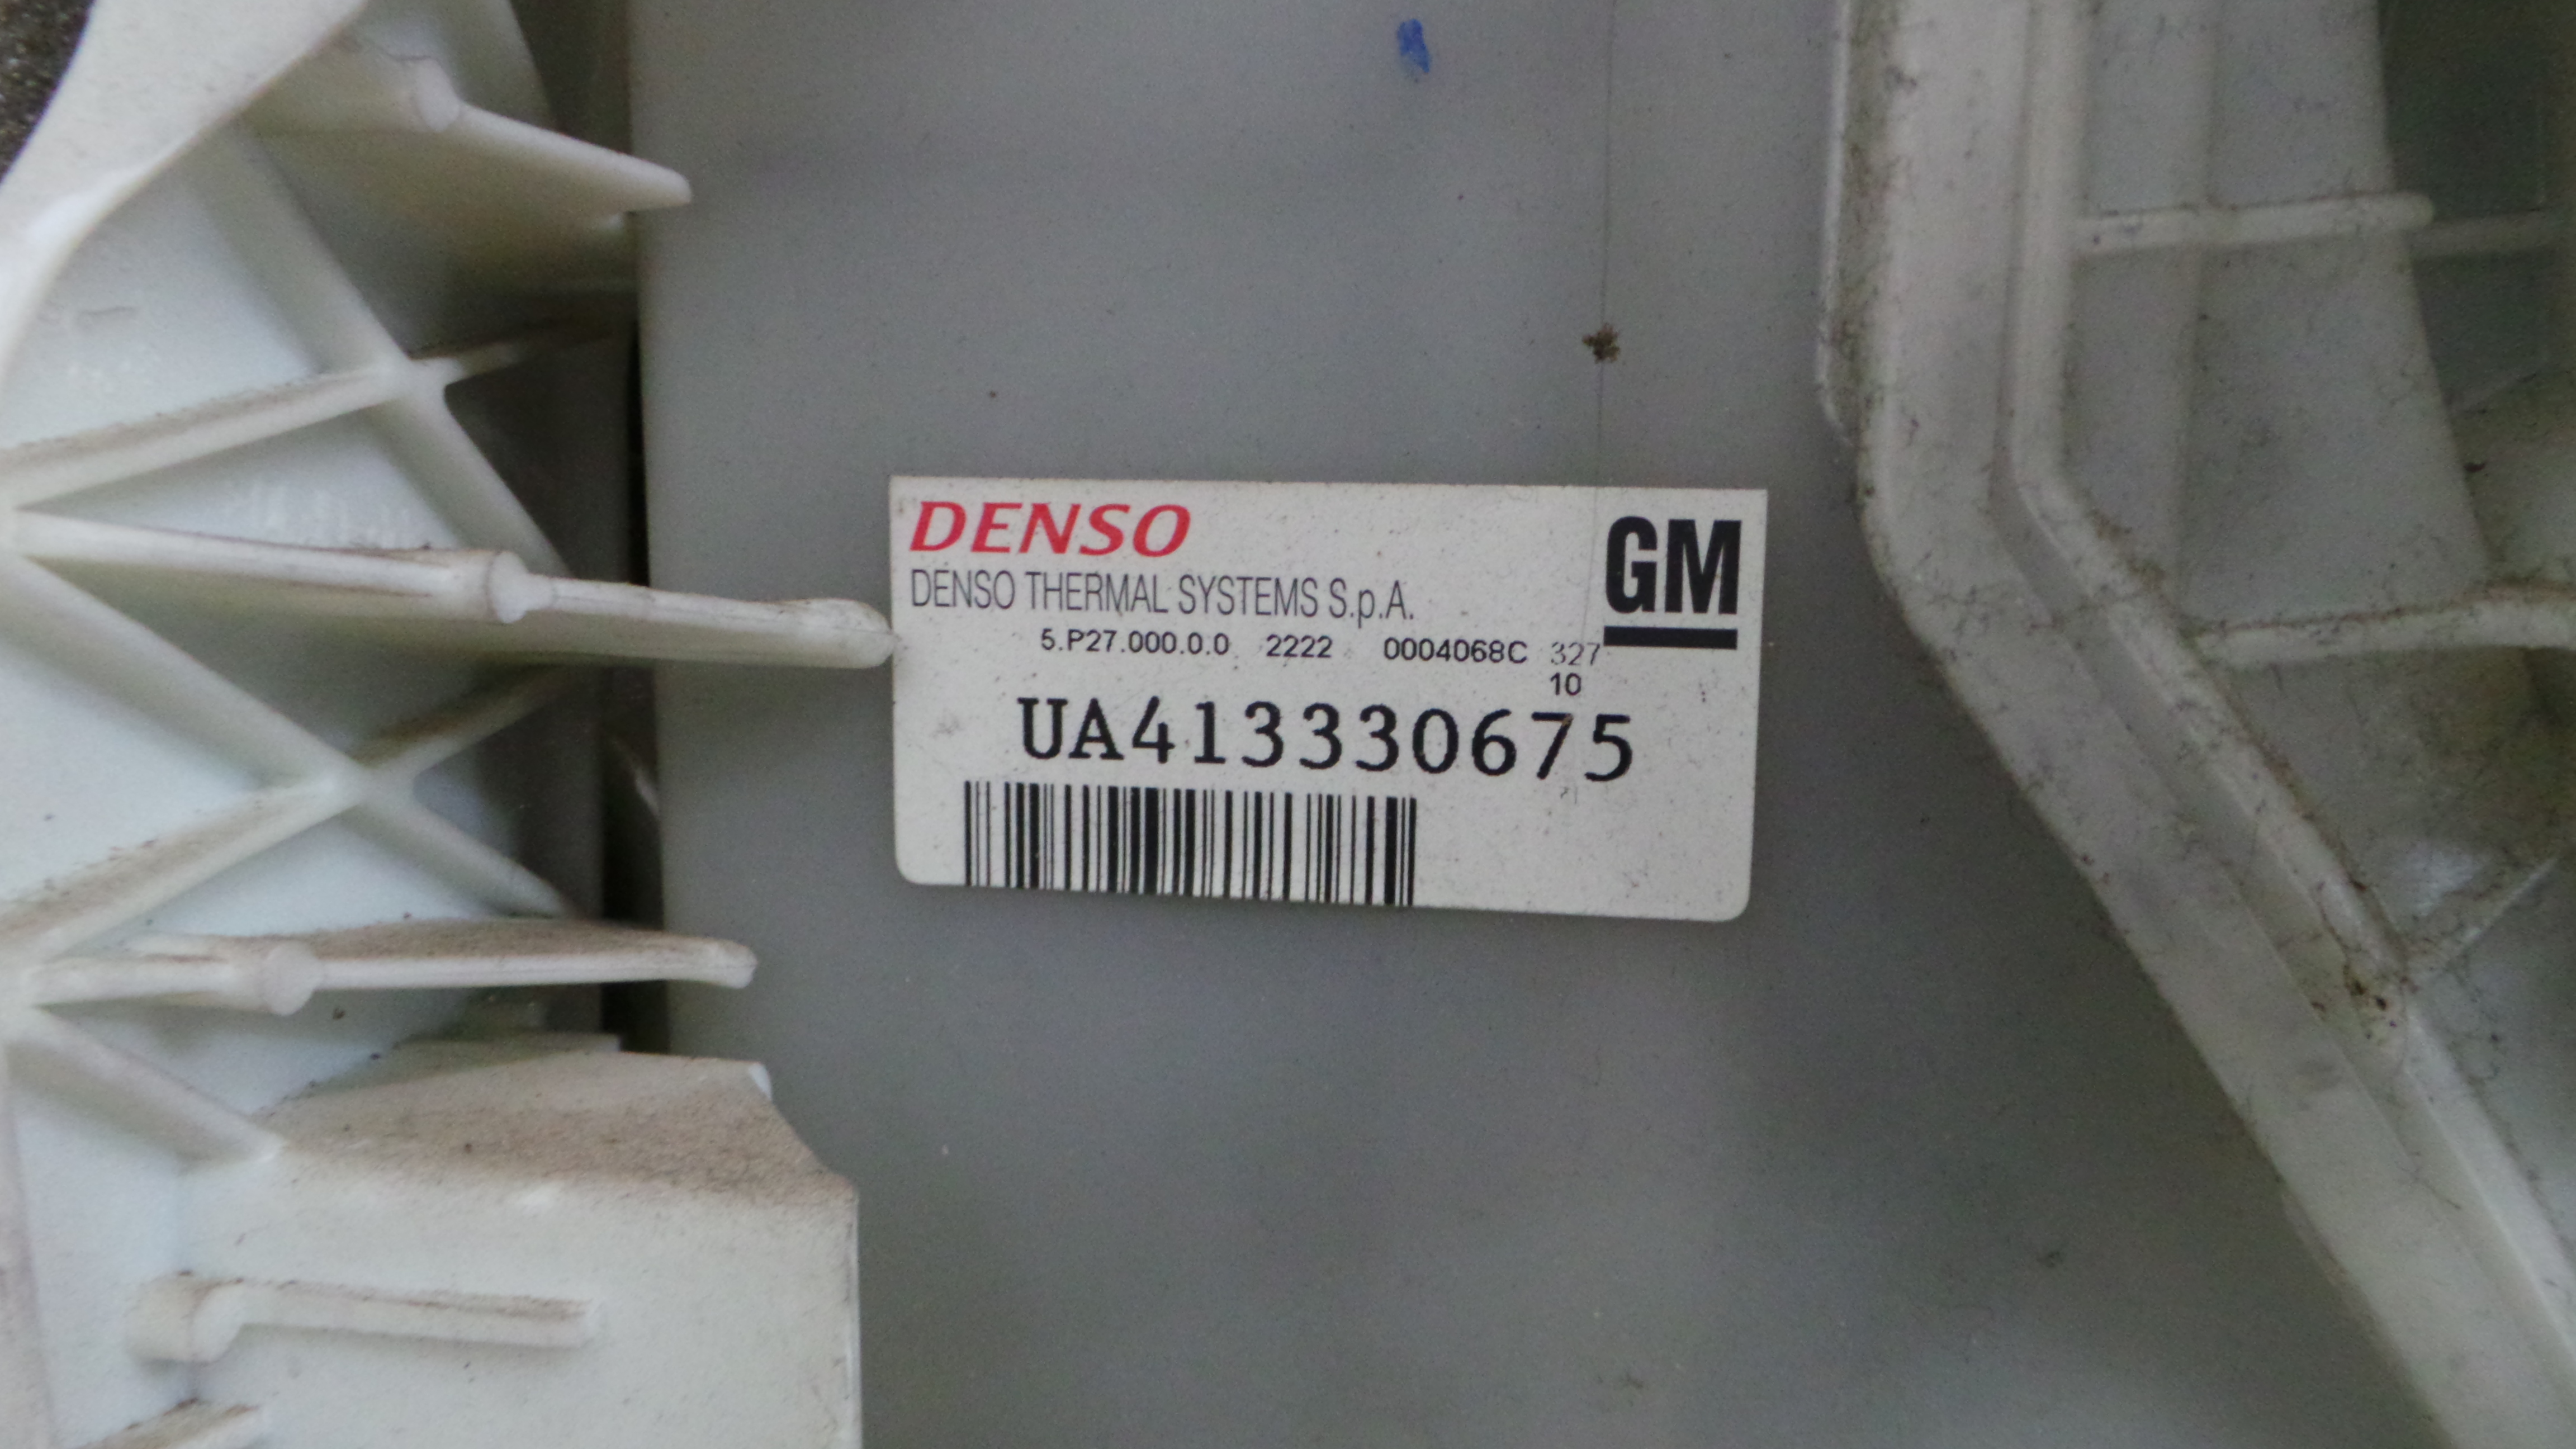 DENSO
GM
DENSO THERMAL SYSTEMS S.p.A.
5.P27.000.0.0 2222 0004068C 327
10
UA413330675